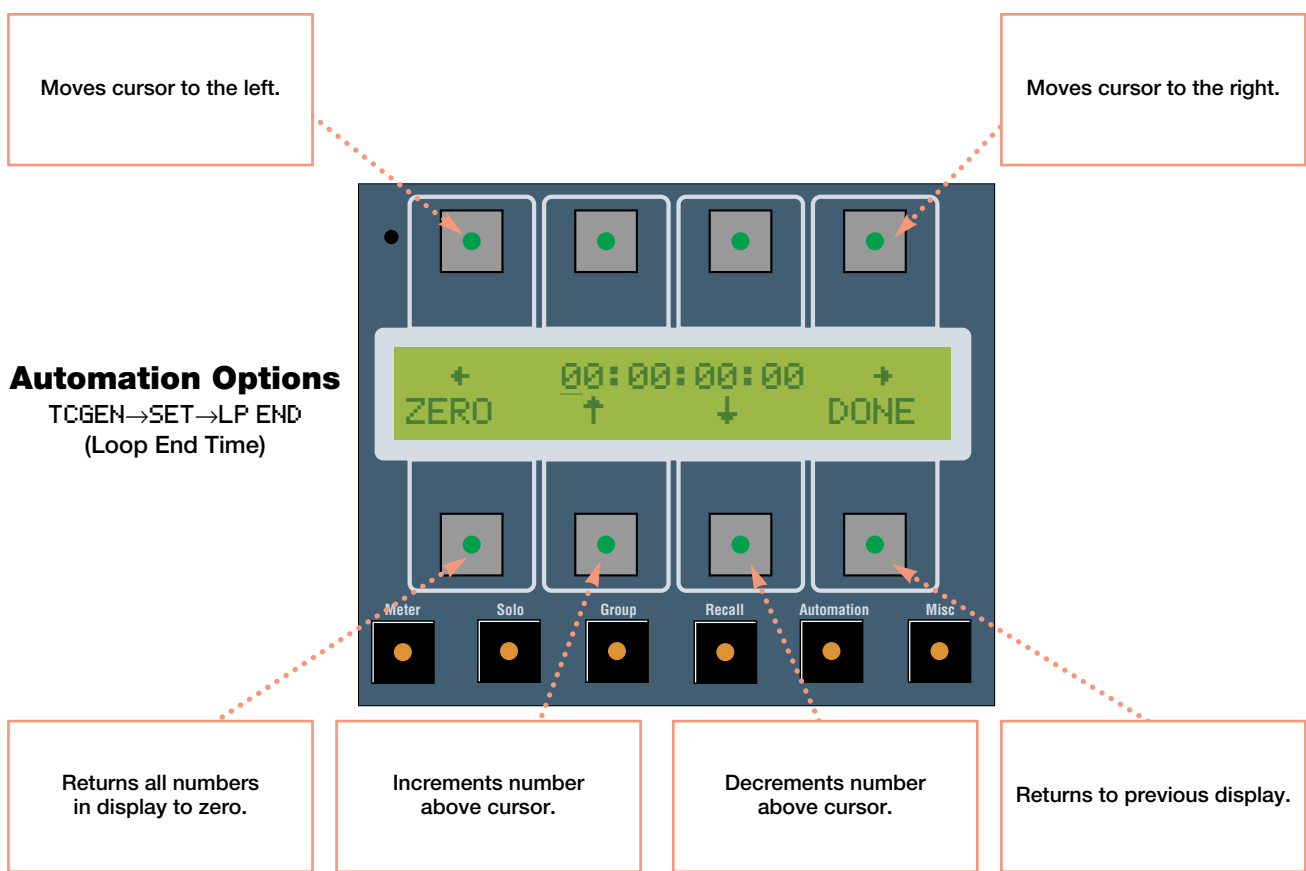 Moves cursor to the left.
Moves cursor to the right.
Automation Options
TCGEN→SET→LP END
(Loop End Time)
← 00:00:00:00 →
ZERO ↑ ↓ DONE
Meter Solo Group Recall Automation Misc
Returns all numbers
in display to zero.
Increments number
above cursor.
Decrements number
above cursor.
Returns to previous display.